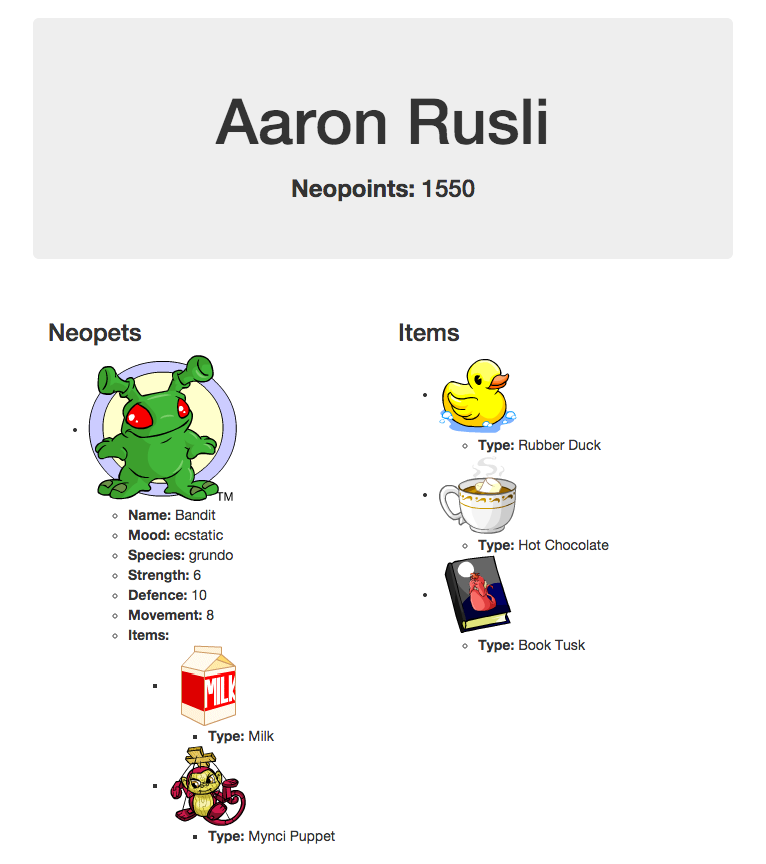 Aaron Rusli
Neopoints: 1550
Neopets
TM
Name: Bandit
Mood: ecstatic
Species: grundo
Strength: 6
Defence: 10
Movement: 8
Items:
MILK
Type: Milk
Type: Mynci Puppet
Items
Type: Rubber Duck
Type: Hot Chocolate
Type: Book Tusk